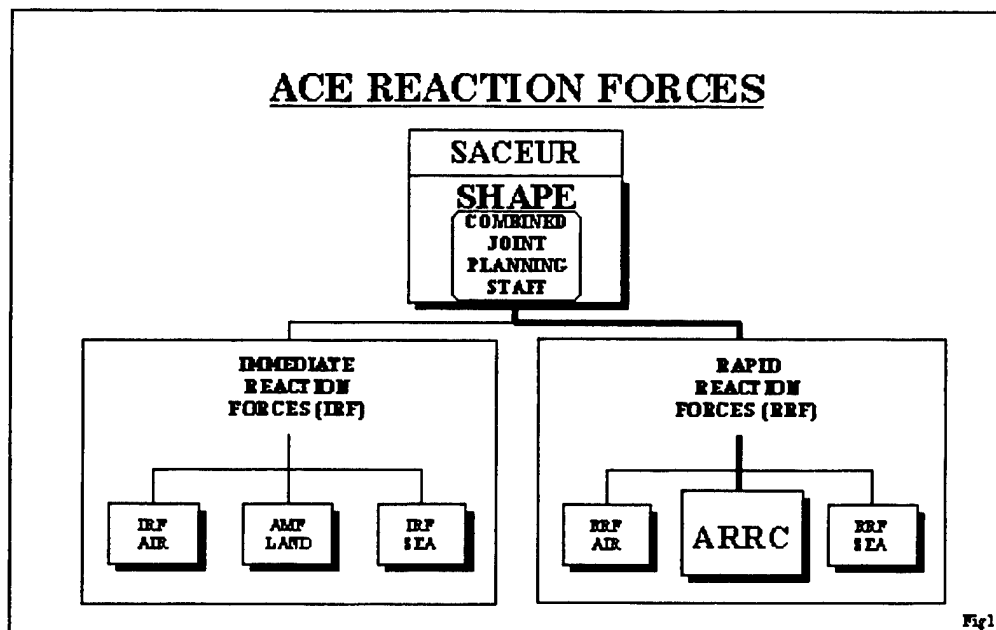 ACE REACTION FORCES
SACEUR
SHAPE
COMBINED
JOINT
PLANNING
STAFF
IMMEDIATE
REACTION
FORCES (IRF)
IRF
AIR
AMF
LAND
IRF
SEA
RAPID
REACTION
FORCES (RRF)
RRF
AIR
ARRC
RRF
SEA
Fig1